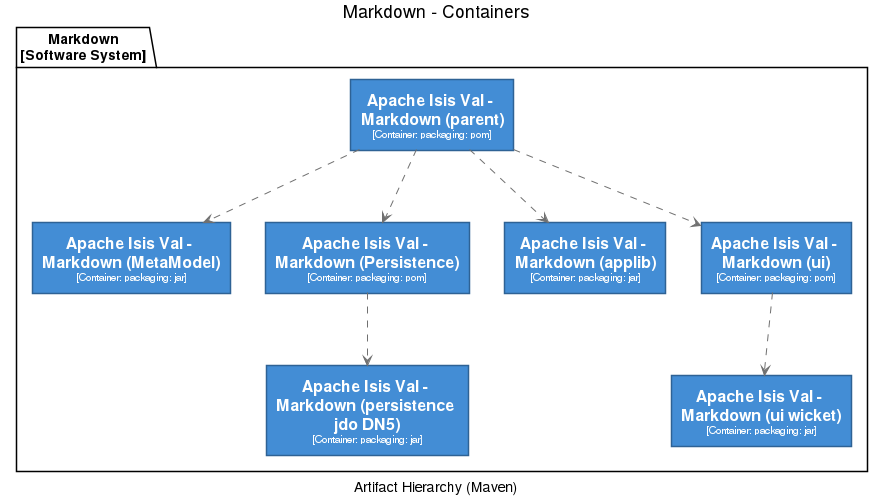 Markdown - Containers
Markdown
[Software System]
Apache Isis Val -
Markdown (parent)
[Container: packaging: pom]
Apache Isis Val -
Markdown (MetaModel)
[Container: packaging: jar]
Apache Isis Val -
Markdown (Persistence)
[Container: packaging: pom]
Apache Isis Val -
Markdown (applib)
[Container: packaging: jar]
Apache Isis Val -
Markdown (ui)
[Container: packaging: pom]
Apache Isis Val -
Markdown (persistence
jdo DN5)
[Container: packaging: jar]
Apache Isis Val -
Markdown (ui wicket)
[Container: packaging: jar]
Artifact Hierarchy (Maven)